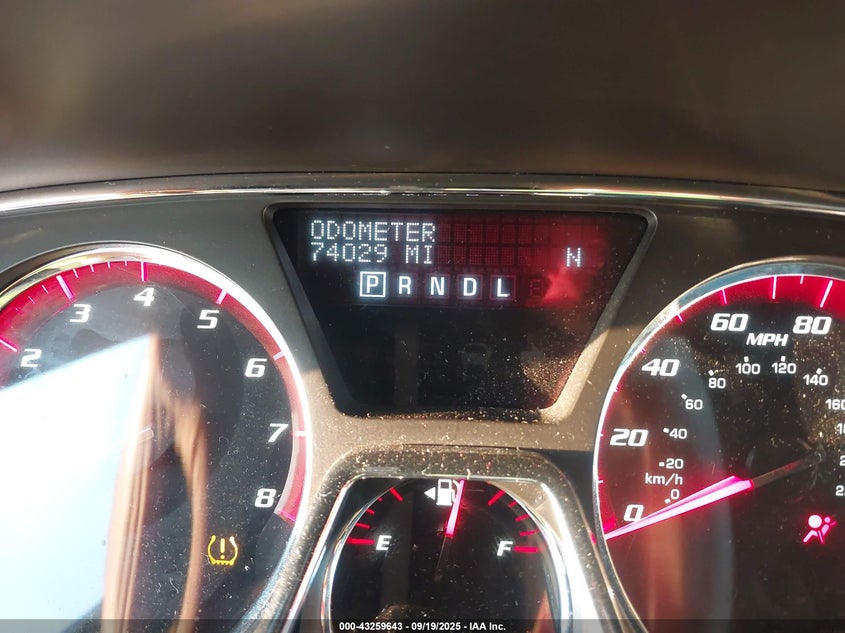 ODOMETER
74029 MI N
P R N D L
2 3 4 5 6 7 8
E F
0 20 40 60 80
MPH
0 20 40 60 80 100 120 140 160
km/h
000-43259643 - 09/19/2025 - IAA Inc.